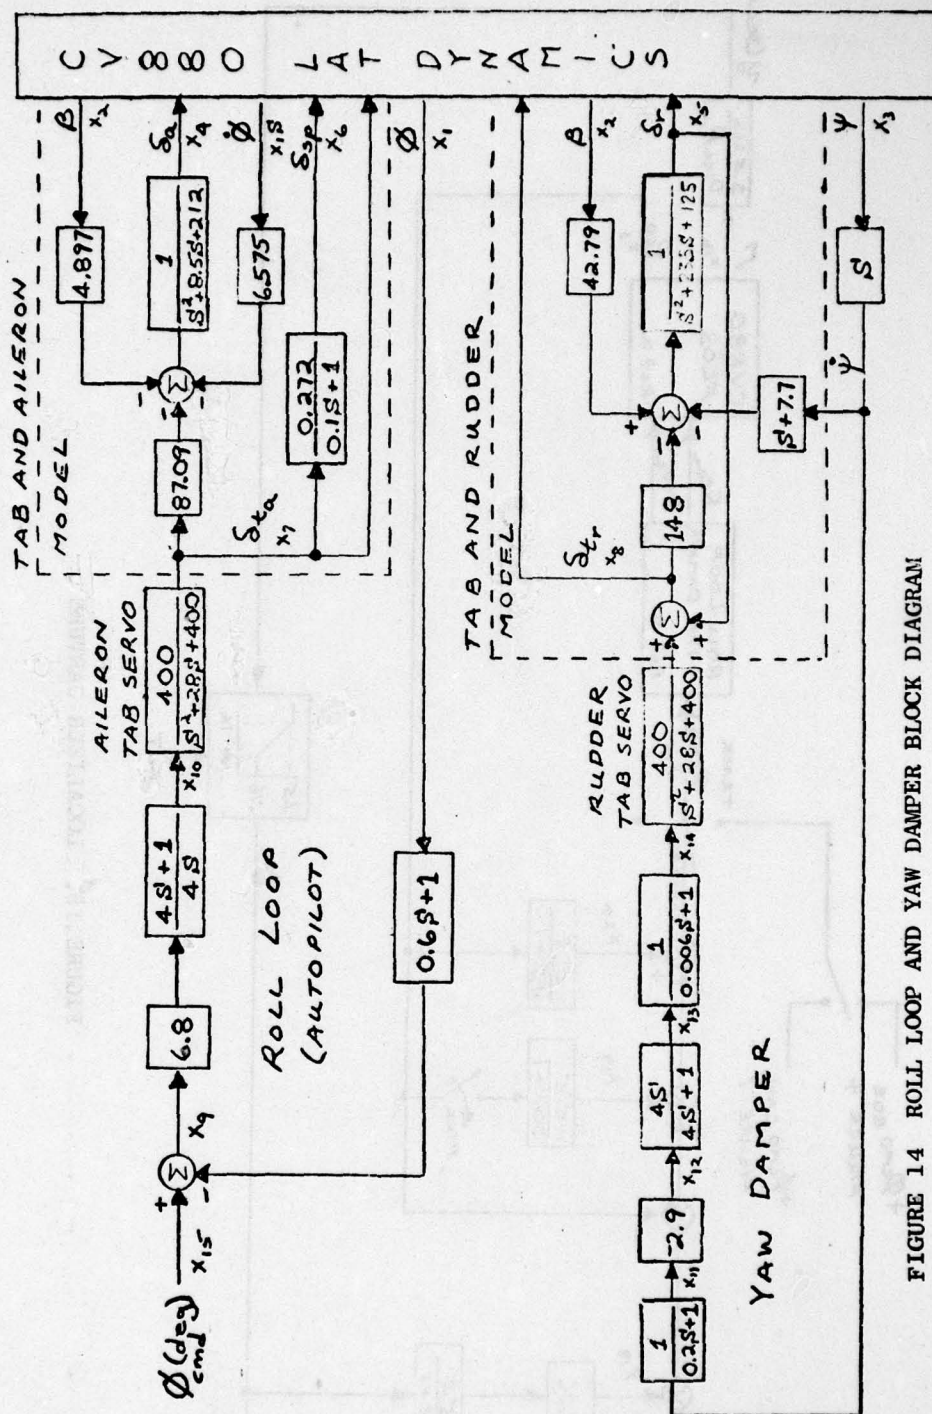 CV880 LAT DYNAMICS
TAB AND AILERON
MODEL
β
x₂
4.897
δₐ
x₄
1
S²+8.5S+212
φ̇
x₁S
6.575
δsp
x₆
0.272
0.1S+1
-
-
-
Σ
87.09
δtₐ
x₇
AILERON
TAB SERVO
400
S²+28S+400
x₁₀
4S+1
4S
6.8
x₉
Σ
+
-
φcmd (deg)
x₁₅
ROLL LOOP
(AUTOPILOT)
φ
x₁
0.6S+1
TAB AND RUDDER
MODEL
β
x₂
42.79
δr
x₅
1
S²+23S+125
+
-
-
Σ
148
S+7.7
δtr
x₈
Σ
+
+
RUDDER
TAB SERVO
400
S²+28S+400
x₁₄
1
0.006S+1
x₁₃
4S
4S+1
x₁₂
-2.9
x₁₁
1
0.2S+1
YAW DAMPER
ψ
x₃
S
ψ̇
FIGURE 14 ROLL LOOP AND YAW DAMPER BLOCK DIAGRAM